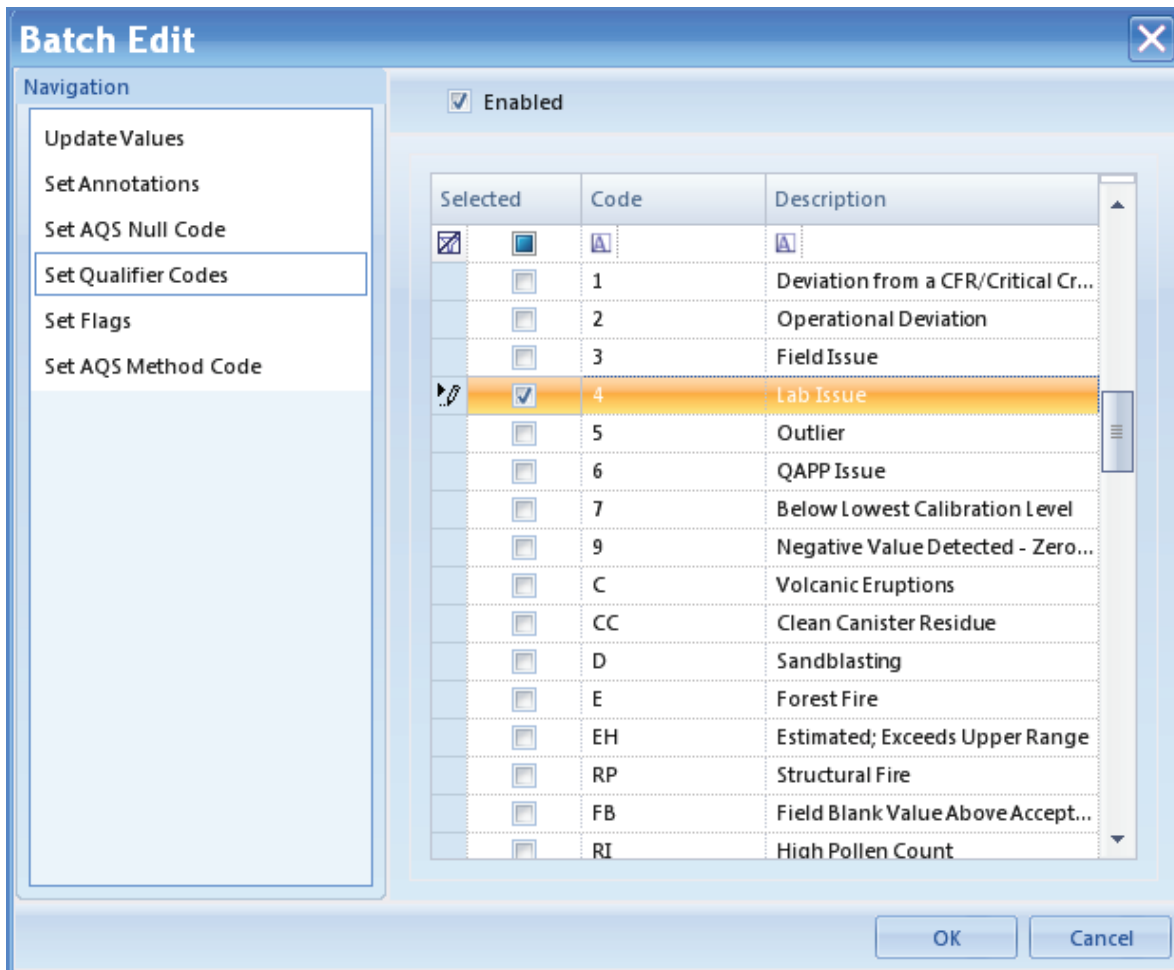 Batch Edit
Navigation
Update Values
Set Annotations
Set AQS Null Code
Set Qualifier Codes
Set Flags
Set AQS Method Code
Enabled
Selected Code Description
A A
1 Deviation from a CFR/Critical Cr...
2 Operational Deviation
3 Field Issue
4 Lab Issue
5 Outlier
6 QAPP Issue
7 Below Lowest Calibration Level
9 Negative Value Detected - Zero...
C Volcanic Eruptions
CC Clean Canister Residue
D Sandblasting
E Forest Fire
EH Estimated; Exceeds Upper Range
RP Structural Fire
FB Field Blank Value Above Accept...
RI High Pollen Count
OK Cancel